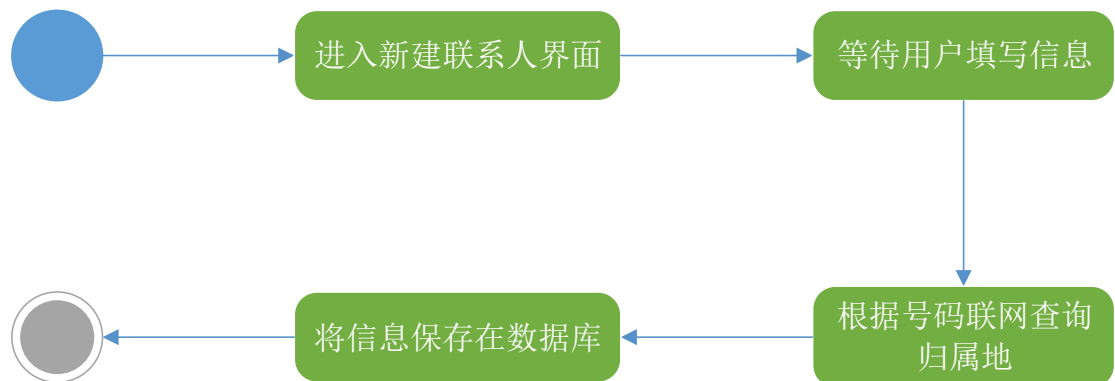 进入新建联系人界面
等待用户填写信息
根据号码联网查询
归属地
将信息保存在数据库